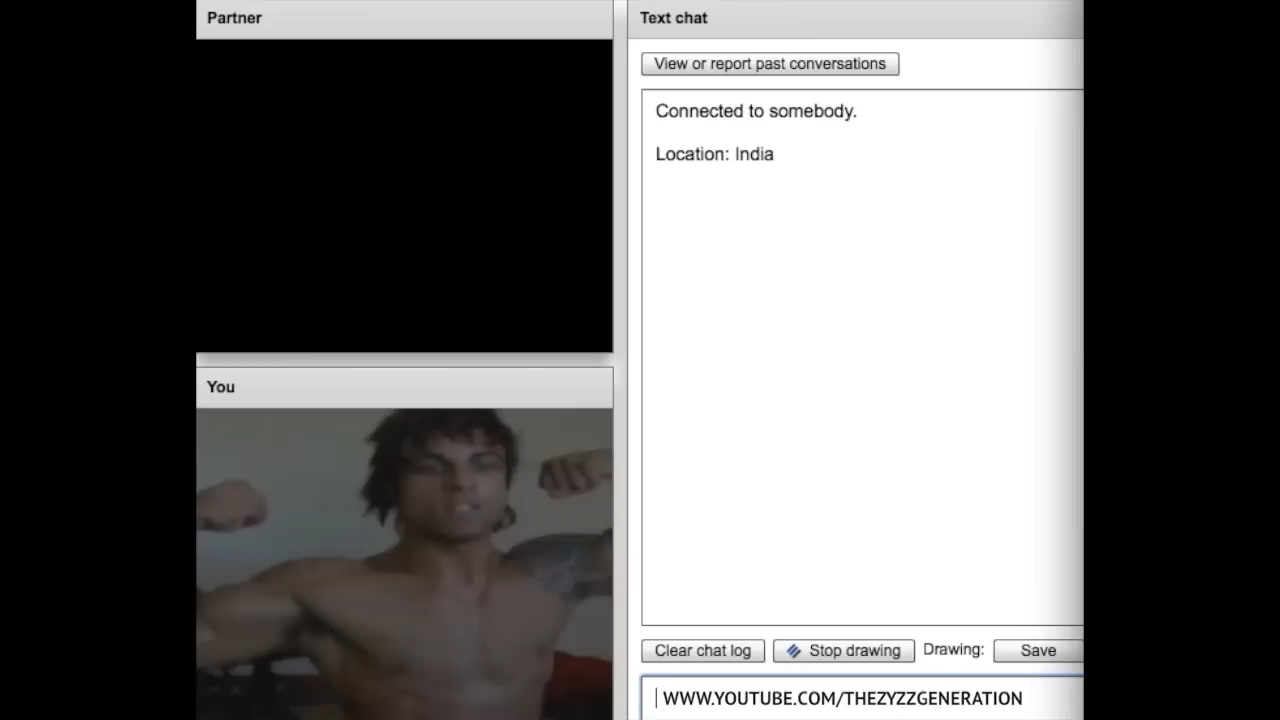 Partner
Text chat
View or report past conversations
Connected to somebody.
Location: India
You
Clear chat log
Stop drawing
Drawing:
Save
WWW.YOUTUBE.COM/THEZYZZGENERATION